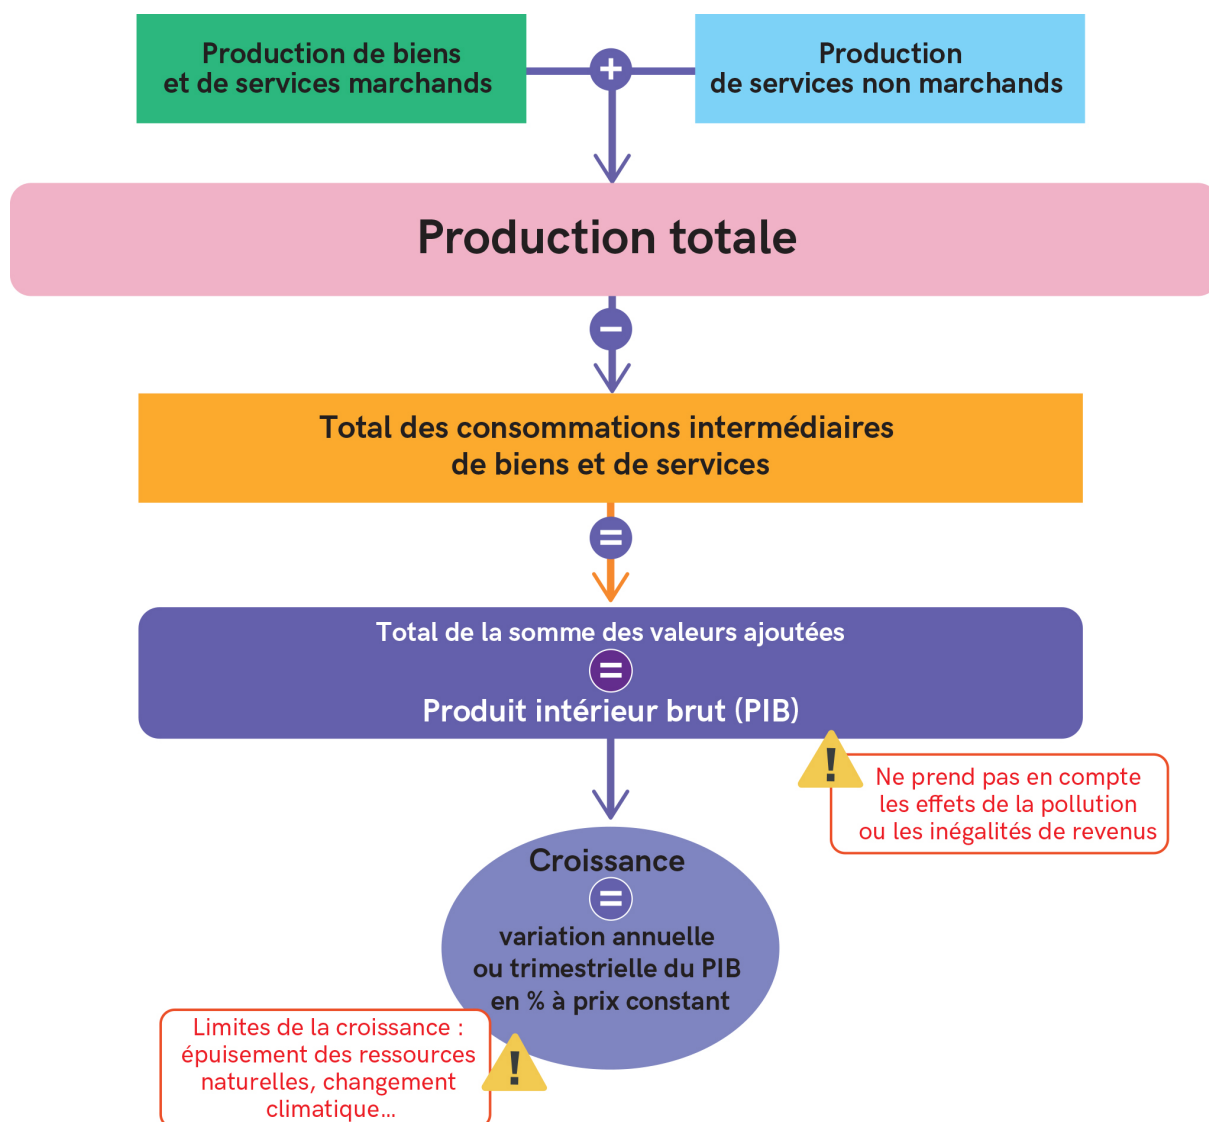 Production de biens
et de services marchands
+
Production
de services non marchands
Production totale
−
Total des consommations intermédiaires
de biens et de services
=
Total de la somme des valeurs ajoutées
=
Produit intérieur brut (PIB)
!
Ne prend pas en compte
les effets de la pollution
ou les inégalités de revenus
Croissance
=
variation annuelle
ou trimestrielle du PIB
en % à prix constant
Limites de la croissance :
épuisement des ressources
naturelles, changement
climatique...
!